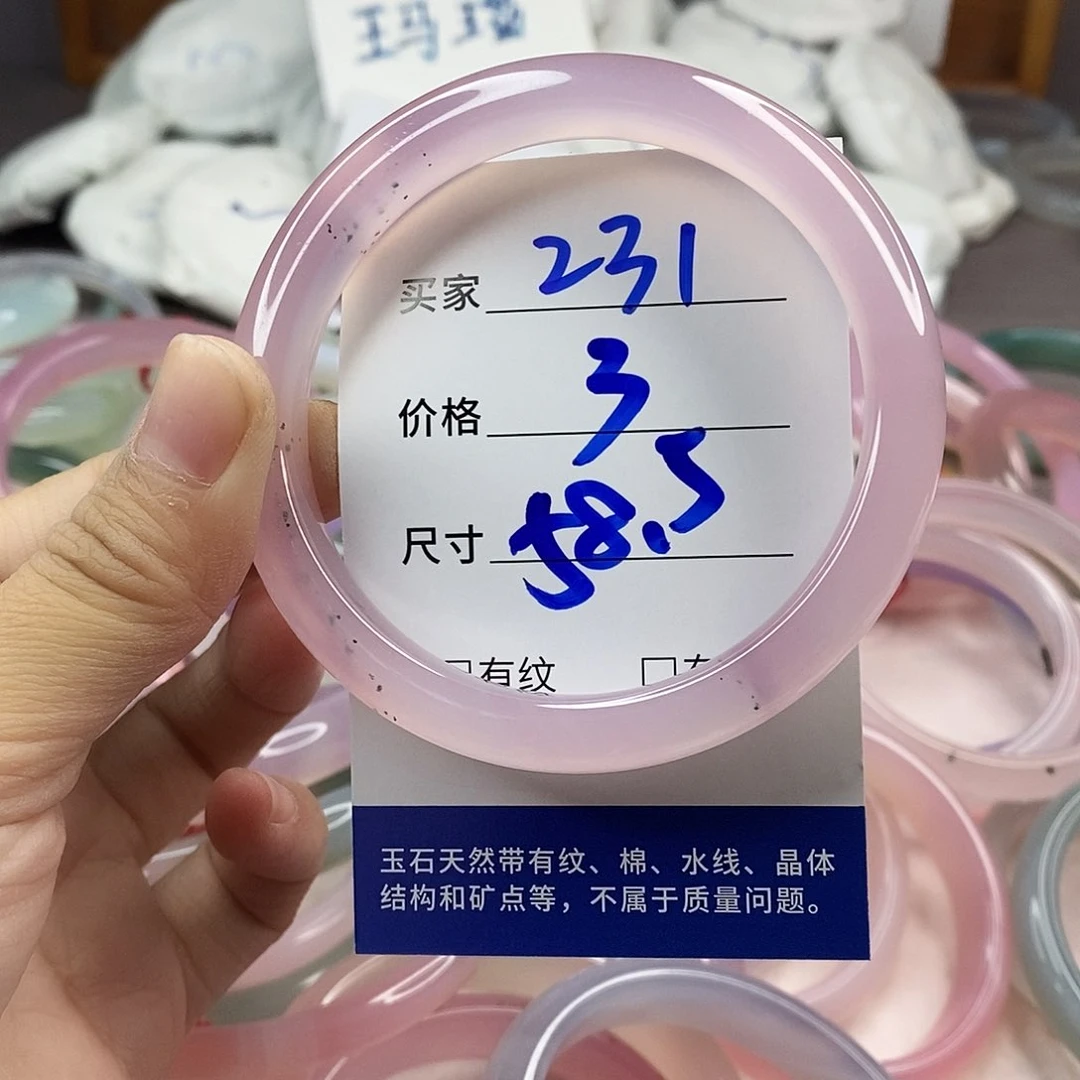 玛瑙
买家 231
价格 3
尺寸 58.5
有纹
玉石天然带有纹、棉、水线、晶体
结构和矿点等，不属于质量问题。